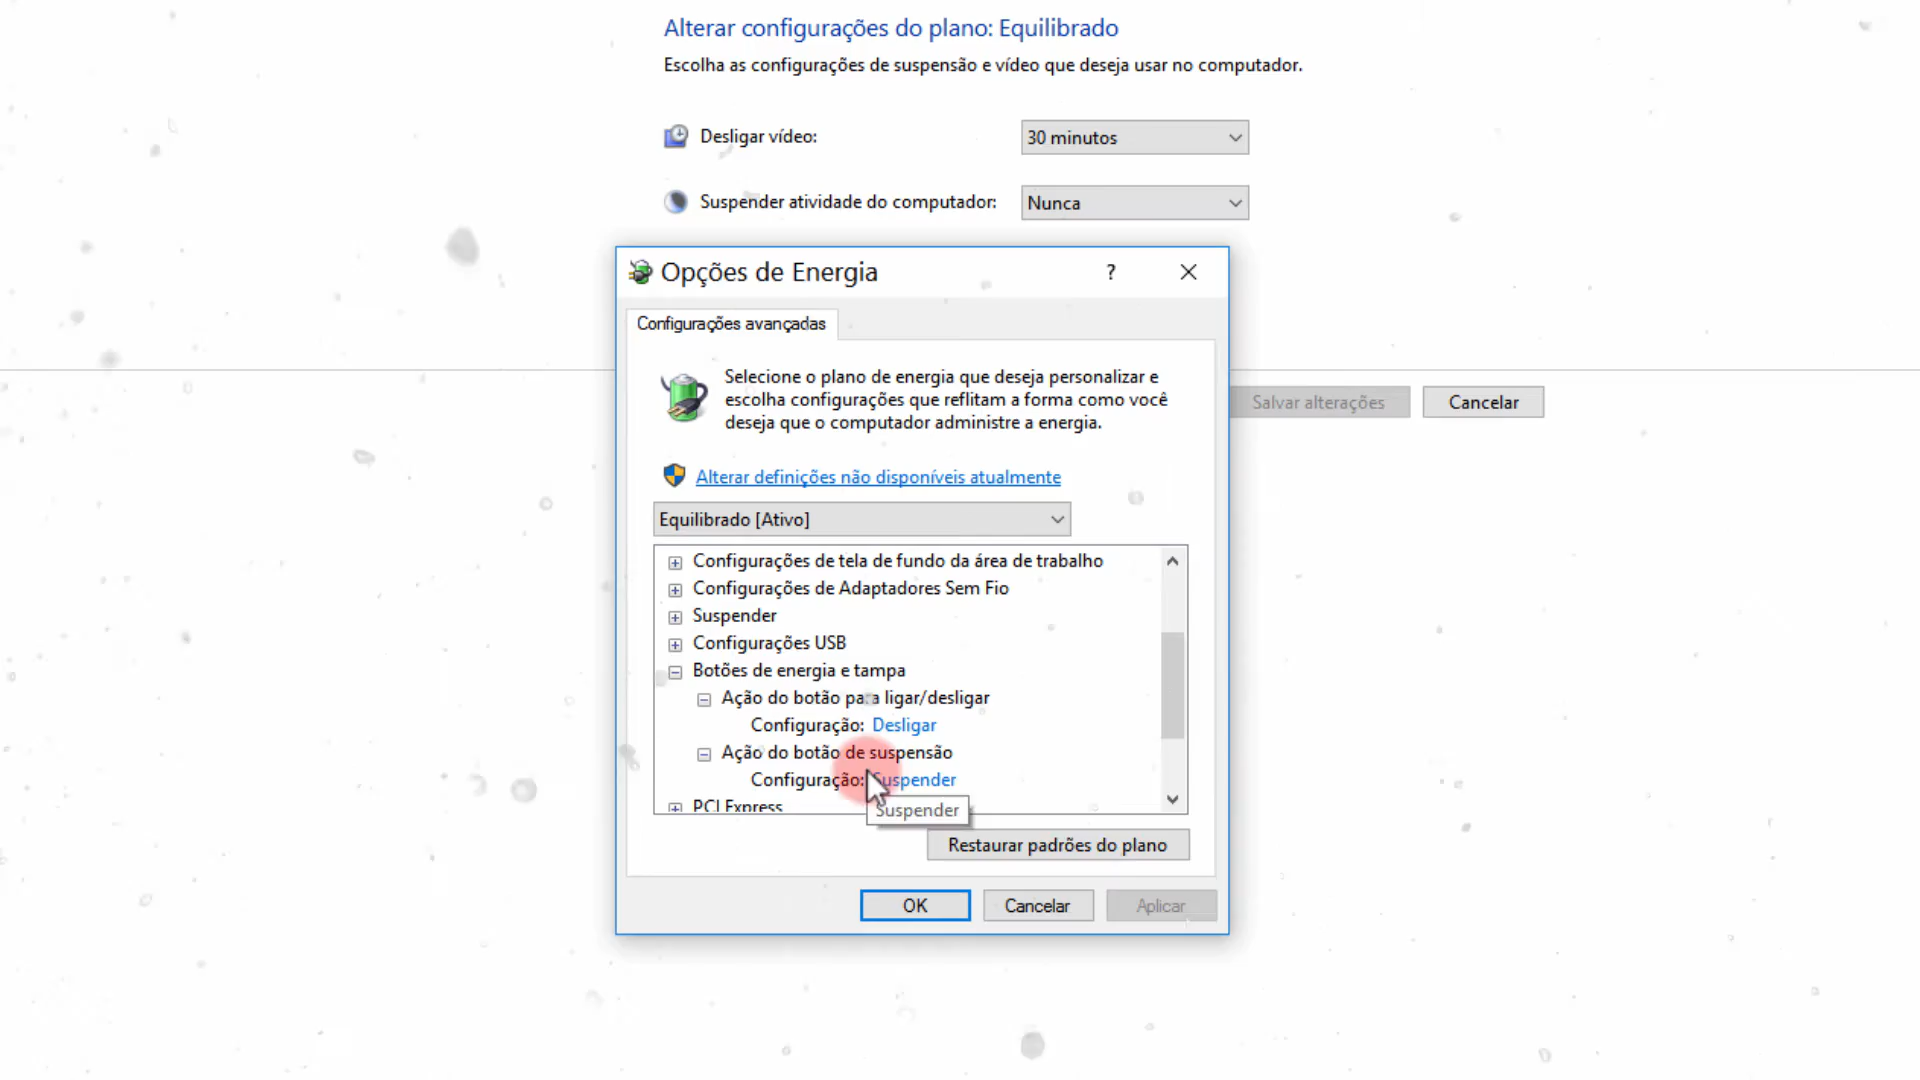 Alterar configurações do plano: Equilibrado
Escolha as configurações de suspensão e vídeo que deseja usar no computador.
Desligar vídeo:
30 minutos
Suspender atividade do computador:
Nunca
Opções de Energia
?
Configurações avançadas
Selecione o plano de energia que deseja personalizar e
escolha configurações que reflitam a forma como você
deseja que o computador administre a energia.
Salvar alterações
Cancelar
Alterar definições não disponíveis atualmente
Equilibrado [Ativo]
Configurações de tela de fundo da área de trabalho
Configurações de Adaptadores Sem Fio
Suspender
Configurações USB
Botões de energia e tampa
Ação do botão para ligar/desligar
Configuração: Desligar
Ação do botão de suspensão
Configuração: Suspender
PCI Express
Suspender
Restaurar padrões do plano
OK
Cancelar
Aplicar